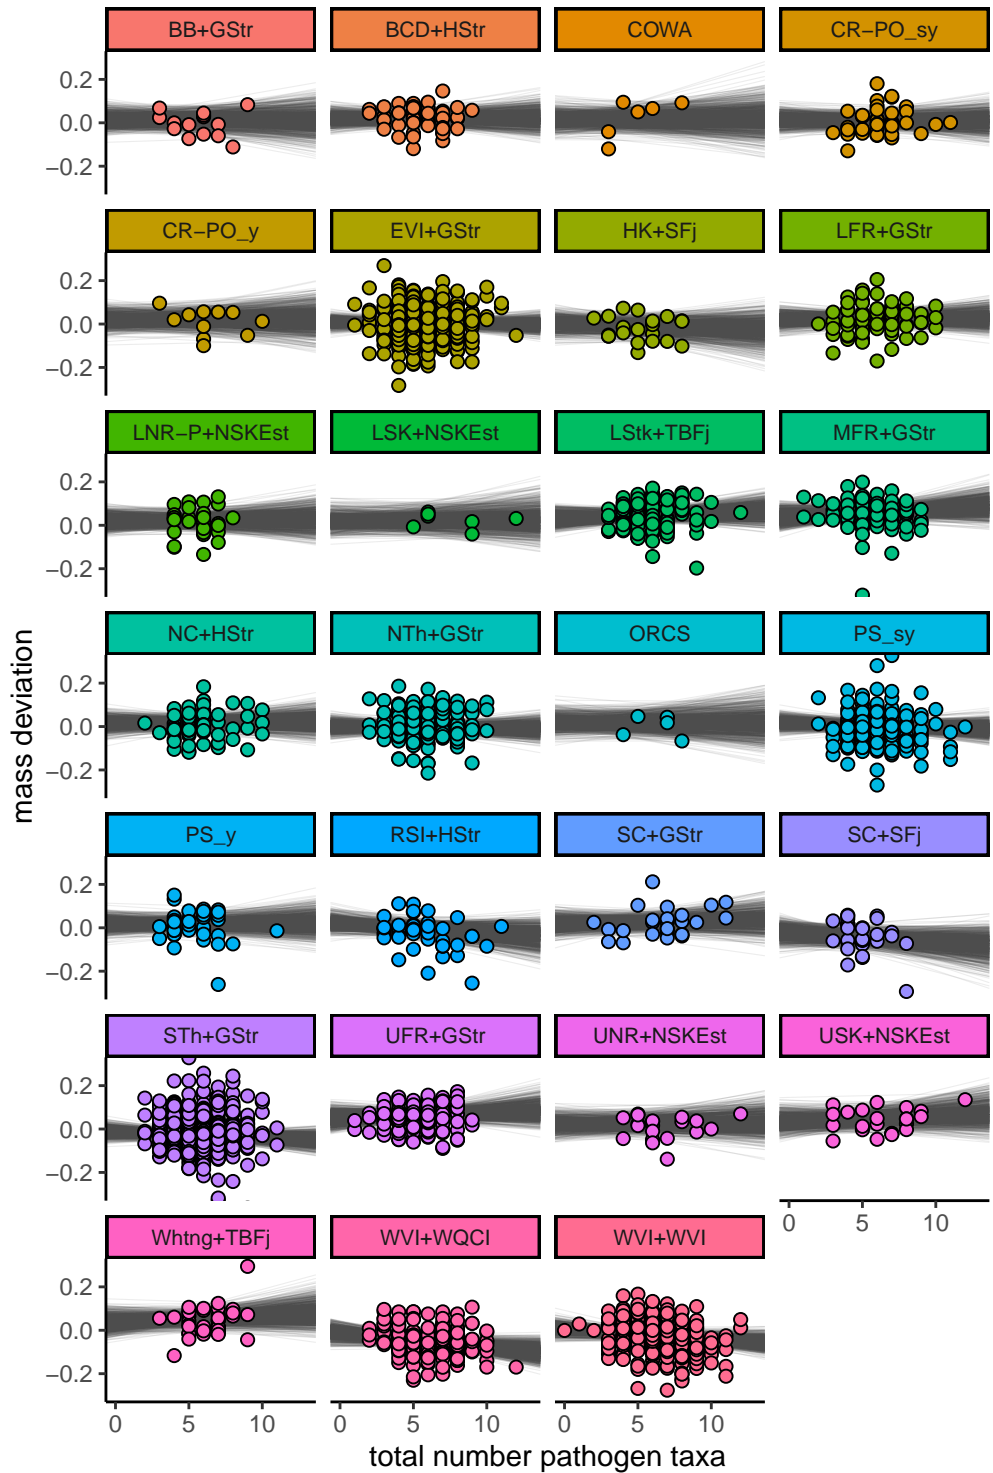 BB+GStr BCD+HStr COWA CR−PO_sy
0.2
0.0
−0.2
CR−PO_y EVI+GStr HK+SFj LFR+GStr
0.2
0.0
−0.2
LNR−P+NSKEst LSK+NSKEst LStk+TBFj MFR+GStr
0.2
0.0
−0.2
NC+HStr NTh+GStr ORCS PS_sy
0.2
0.0
−0.2
mass deviation
PS_y RSI+HStr SC+GStr SC+SFj
0.2
0.0
−0.2
STh+GStr UFR+GStr UNR+NSKEst USK+NSKEst
0.2
0.0
−0.2
0 5 10
Whtng+TBFj WVI+WQCI WVI+WVI
0.2
0.0
−0.2
0 5 10 0 5 10 0 5 10
total number pathogen taxa